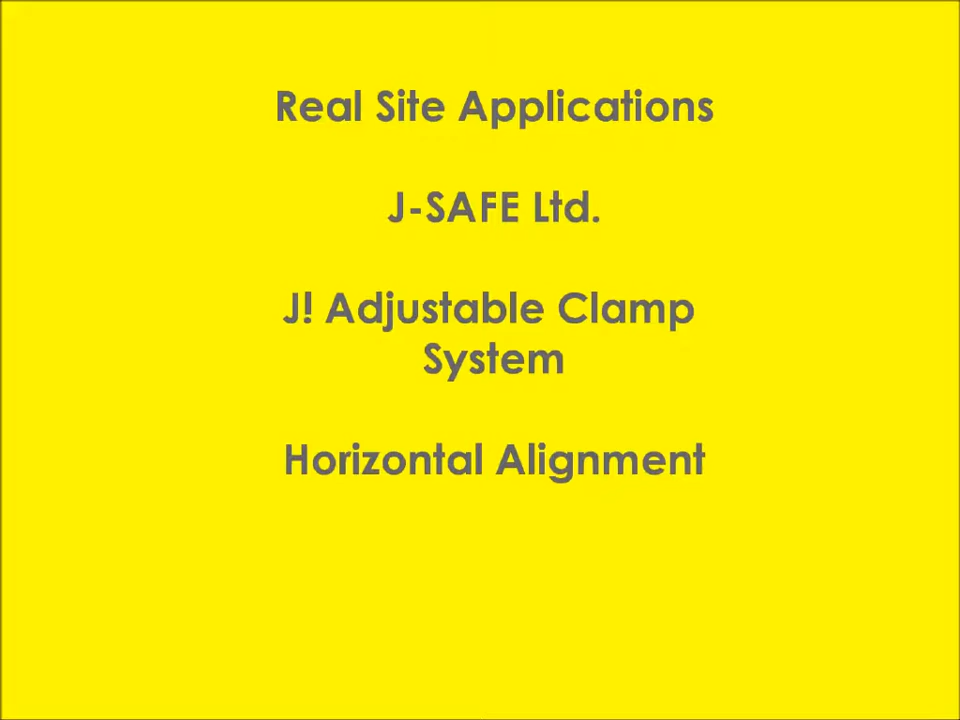 Real Site Applications
J-SAFE Ltd.
J! Adjustable Clamp
System
Horizontal Alignment